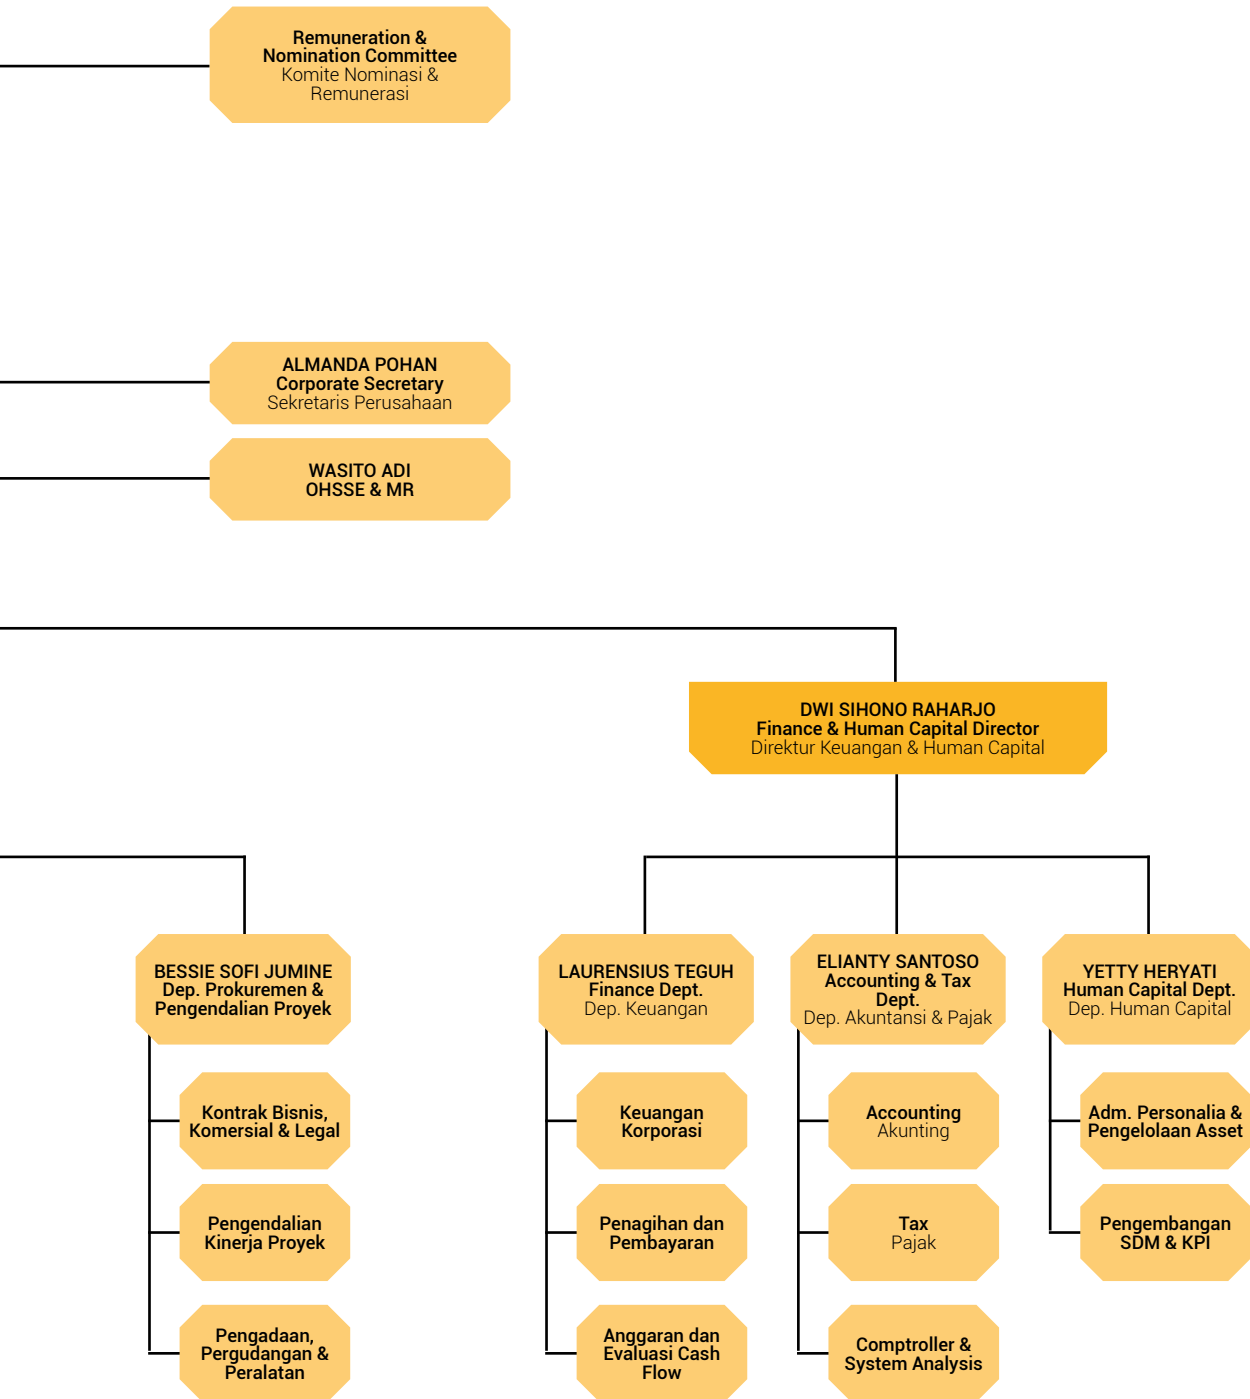 Remuneration &
Nomination Committee
Komite Nominasi &
Remunerasi
ALMANDA POHAN
Corporate Secretary
Sekretaris Perusahaan
WASITO ADI
OHSSE & MR
DWI SIHONO RAHARJO
Finance & Human Capital Director
Direktur Keuangan & Human Capital
BESSIE SOFI JUMINE
Dep. Prokuremen &
Pengendalian Proyek
Kontrak Bisnis,
Komersial & Legal
Pengendalian
Kinerja Proyek
Pengadaan,
Pergudangan &
Peralatan
LAURENSIUS TEGUH
Finance Dept.
Dep. Keuangan
Keuangan
Korporasi
Penagihan dan
Pembayaran
Anggaran dan
Evaluasi Cash
Flow
ELIANTY SANTOSO
Accounting & Tax
Dept.
Dep. Akuntansi & Pajak
Accounting
Akunting
Tax
Pajak
Comptroller &
System Analysis
YETTY HERYATI
Human Capital Dept.
Dep. Human Capital
Adm. Personalia &
Pengelolaan Asset
Pengembangan
SDM & KPI